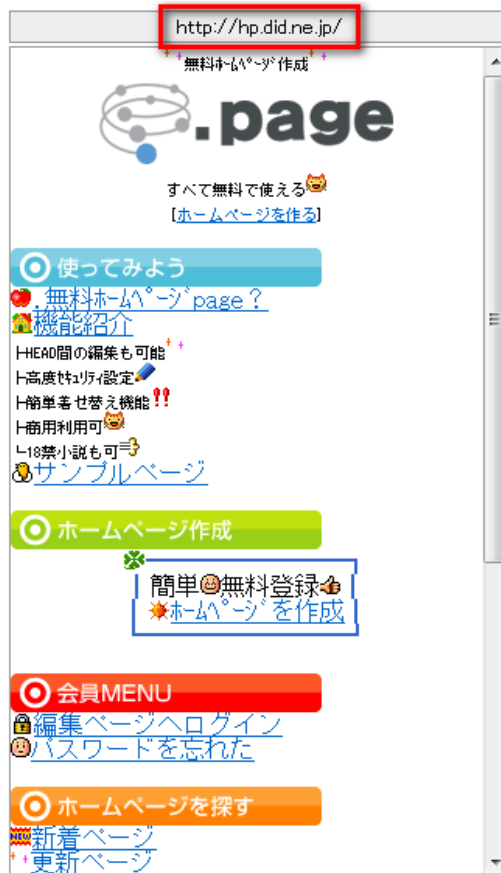 http://hp.did.ne.jp/
無料ﾎｰﾑﾍﾟｰｼﾞ作成
.page
すべて無料で使える
[ホームページを作る]
使ってみよう
.無料ﾎｰﾑﾍﾟｰｼﾞpage？
機能紹介
├HEAD間の編集も可能
├高度ｾｷｭﾘﾃｨ設定
├簡単着せ替え機能
├商用利用可
└18禁小説も可
サンプルページ
ホームページ作成
簡単無料登録
ﾎｰﾑﾍﾟｰｼﾞを作成
会員MENU
編集ページへログイン
パスワードを忘れた
ホームページを探す
NEW新着ページ
更新ページ